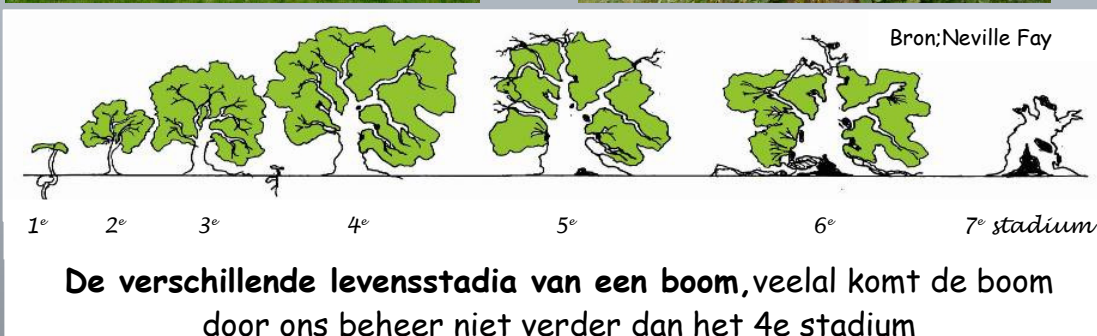 Bron;Neville Fay
1e 2e 3e 4e 5e 6e 7e stadium
De verschillende levensstadia van een boom,veelal komt de boom
door ons beheer niet verder dan het 4e stadium